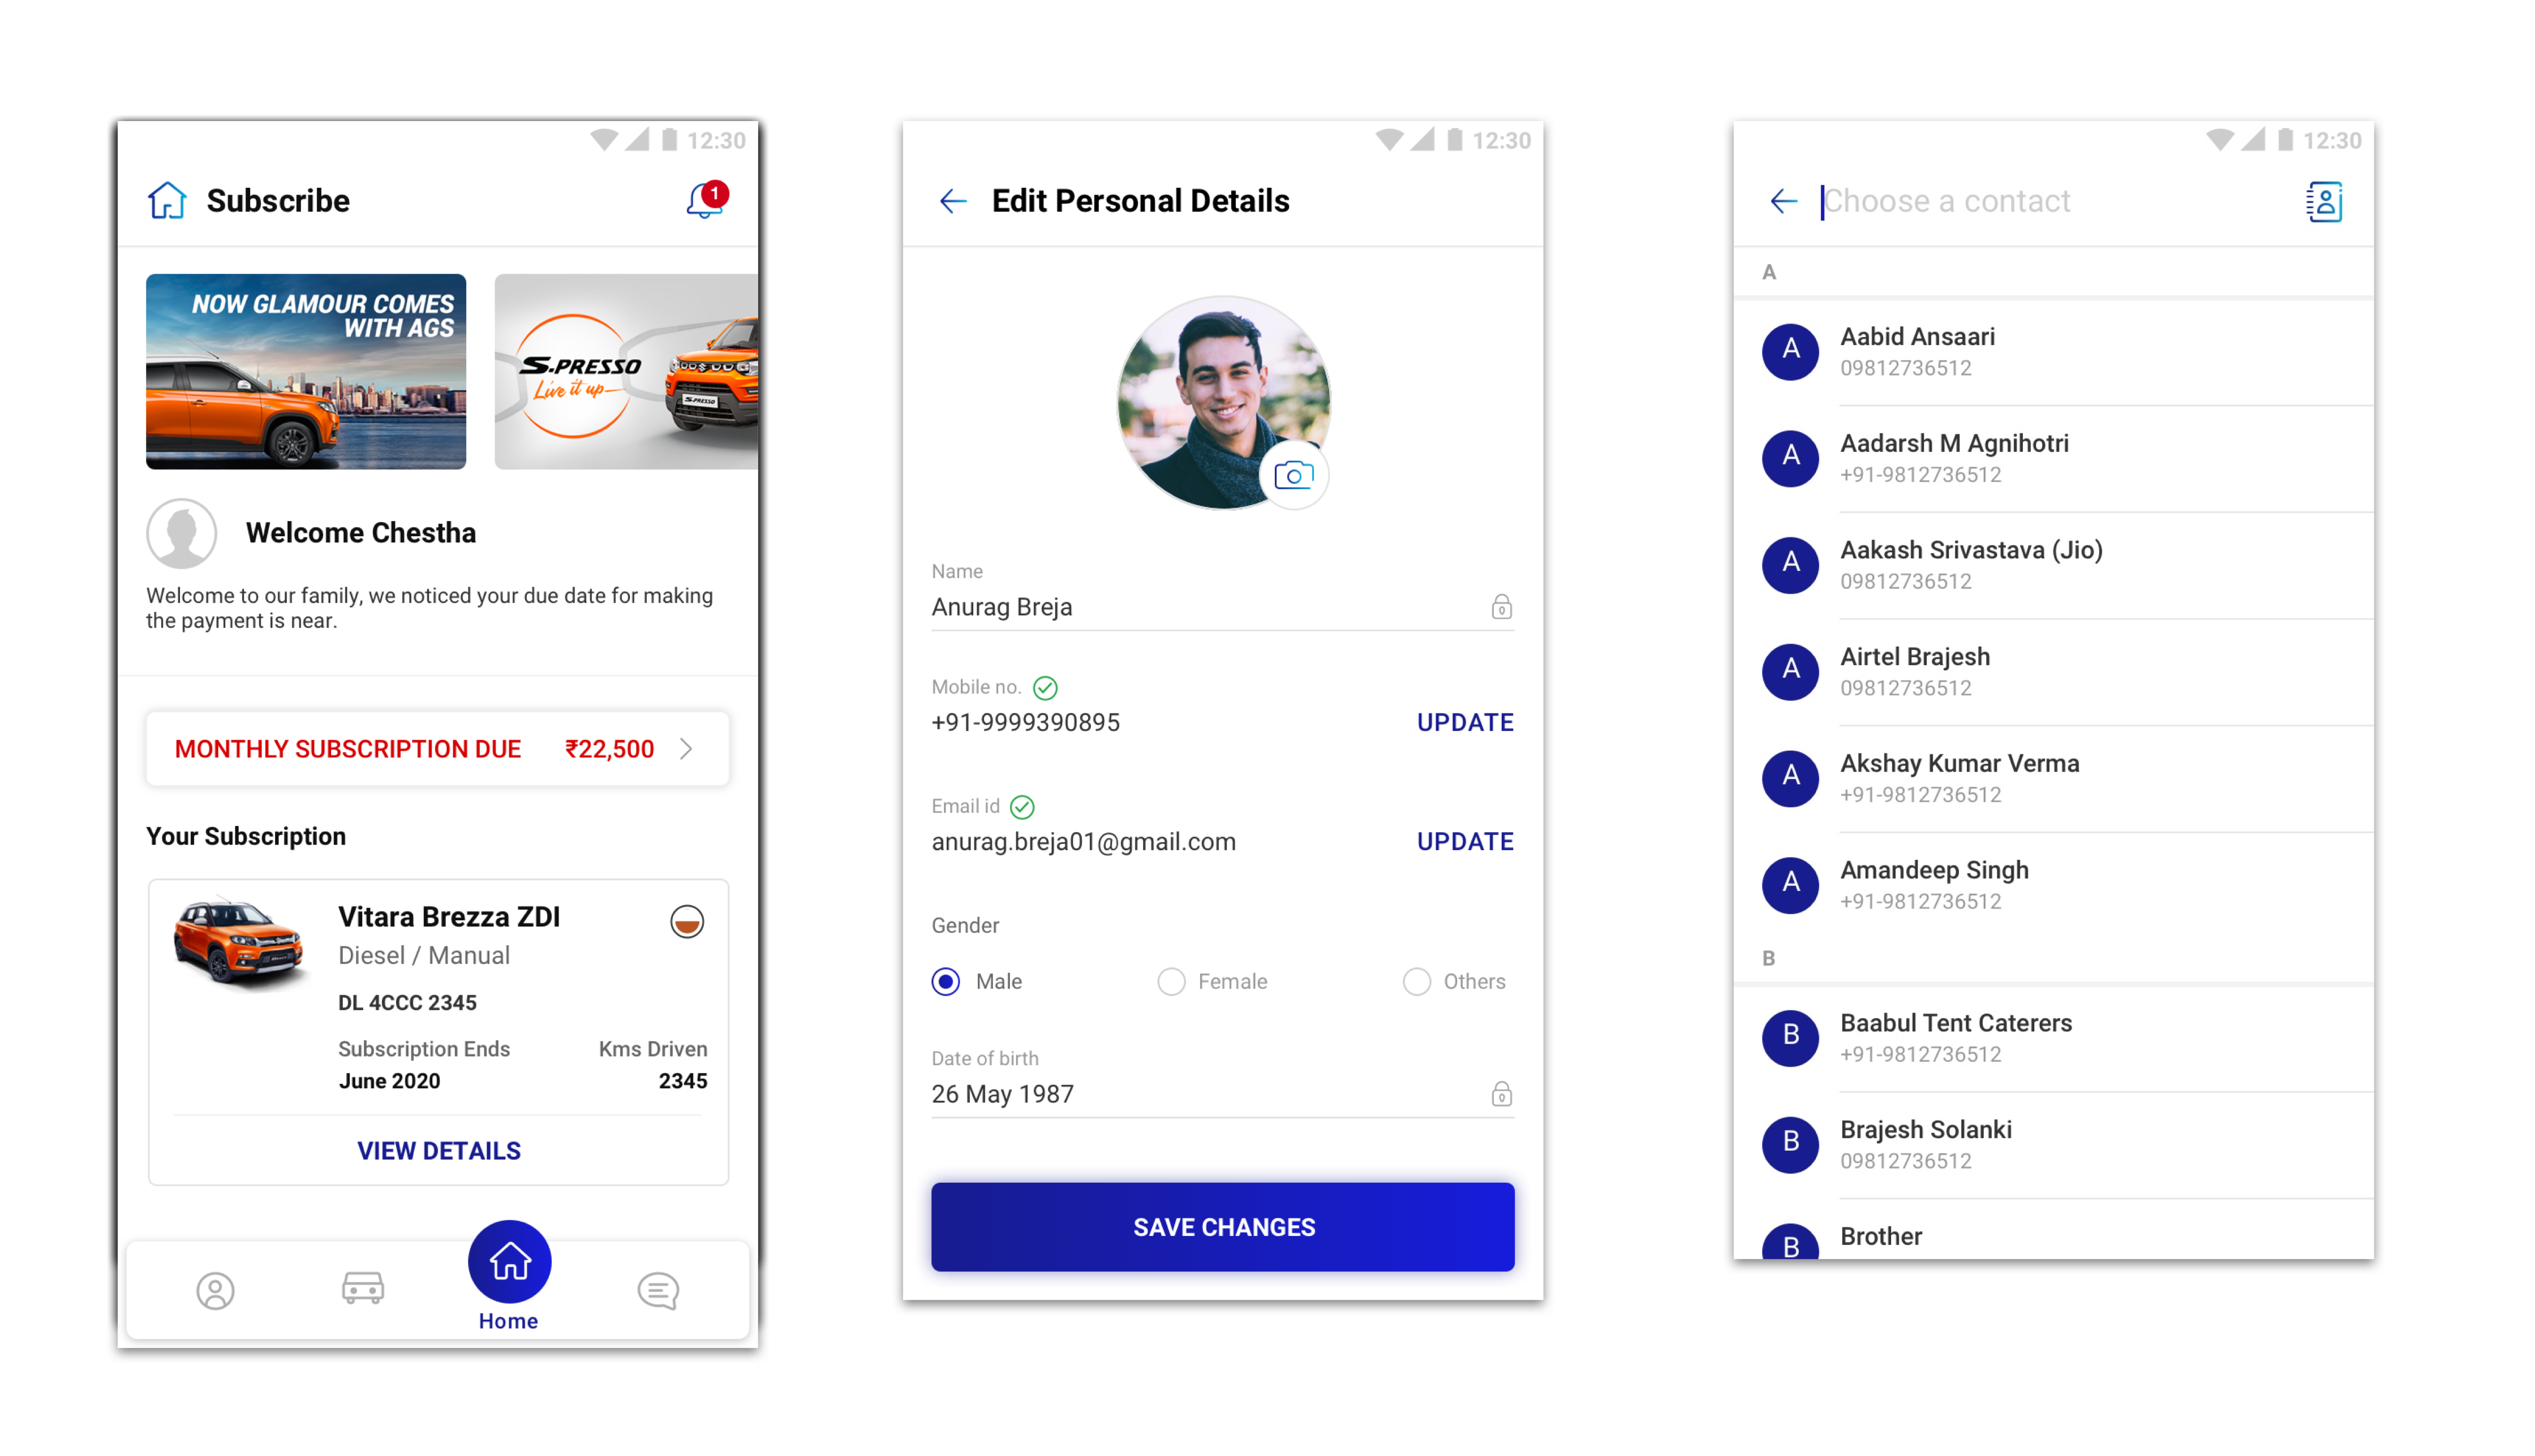 12:30
Subscribe
1
NOW GLAMOUR COMES
WITH AGS
S-PRESSO
Live it up
S-PRESSO
Welcome Chestha
Welcome to our family, we noticed your due date for making
the payment is near.
MONTHLY SUBSCRIPTION DUE ₹22,500
Your Subscription
Vitara Brezza ZDI
Diesel / Manual
DL 4CCC 2345
Subscription Ends Kms Driven
June 2020 2345
VIEW DETAILS
Home
12:30
Edit Personal Details
Name
Anurag Breja
Mobile no.
+91-9999390895 UPDATE
Email id
anurag.breja01@gmail.com UPDATE
Gender
Male Female Others
Date of birth
26 May 1987
SAVE CHANGES
12:30
Choose a contact
A
A Aabid Ansaari
09812736512
A Aadarsh M Agnihotri
+91-9812736512
A Aakash Srivastava (Jio)
09812736512
A Airtel Brajesh
09812736512
A Akshay Kumar Verma
+91-9812736512
A Amandeep Singh
+91-9812736512
B
B Baabul Tent Caterers
+91-9812736512
B Brajesh Solanki
09812736512
B Brother